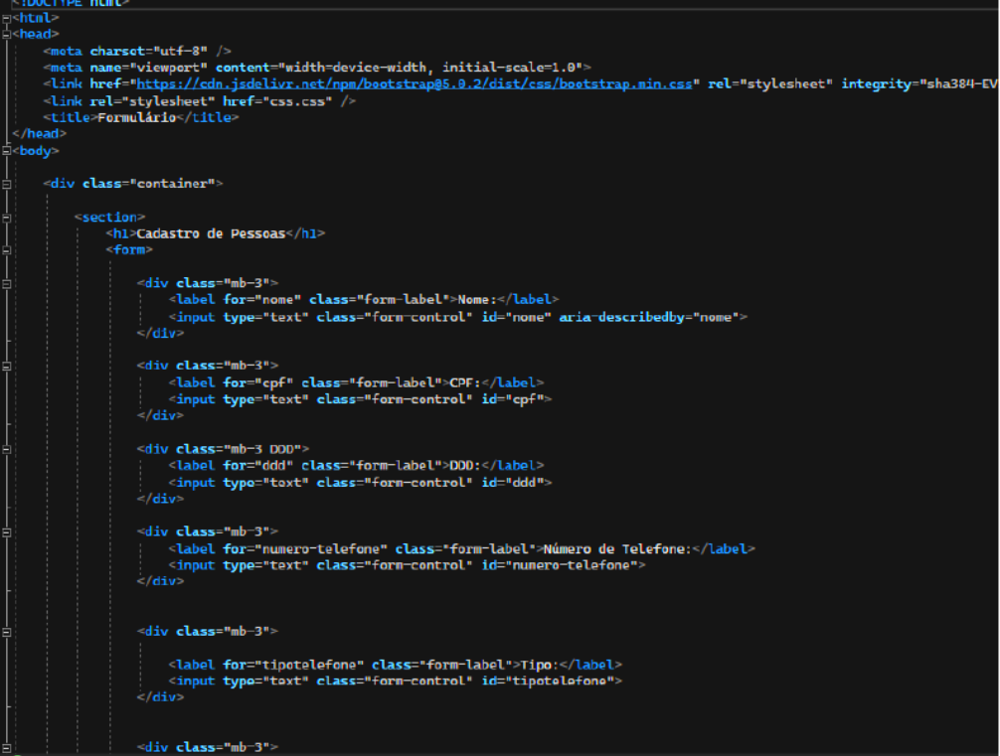 <!DOCTYPE html>
<html>
<head>
<meta charset="utf-8" />
<meta name="viewport" content="width=device-width, initial-scale=1.0">
<link href="https://cdn.jsdelivr.net/npm/bootstrap@5.0.2/dist/css/bootstrap.min.css" rel="stylesheet" integrity="sha384-EV
<link rel="stylesheet" href="css.css" />
<title>Formulário</title>
</head>
<body>
<div class="container">
<section>
<h1>Cadastro de Pessoas</h1>
<form>
<div class="mb-3">
<label for="nome" class="form-label">Nome:</label>
<input type="text" class="form-control" id="nome" aria-describedby="nome">
</div>
<div class="mb-3">
<label for="cpf" class="form-label">CPF:</label>
<input type="text" class="form-control" id="cpf">
</div>
<div class="mb-3 DDD">
<label for="ddd" class="form-label">DDD:</label>
<input type="text" class="form-control" id="ddd">
</div>
<div class="mb-3">
<label for="numero-telefone" class="form-label">Número de Telefone:</label>
<input type="text" class="form-control" id="numero-telefone">
</div>
<div class="mb-3">
<label for="tipotelefone" class="form-label">Tipo:</label>
<input type="text" class="form-control" id="tipotelefone">
</div>
<div class="mb-3">